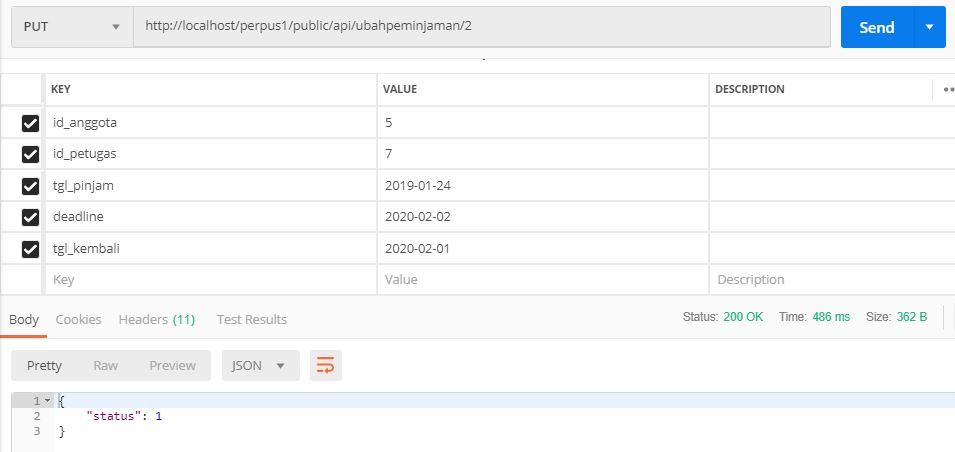 PUT http://localhost/perpus1/public/api/ubahpeminjaman/2 Send
KEY VALUE DESCRIPTION
id_anggota 5
id_petugas 7
tgl_pinjam 2019-01-24
deadline 2020-02-02
tgl_kembali 2020-02-01
Key Value Description
Body Cookies Headers (11) Test Results Status: 200 OK Time: 486 ms Size: 362 B
Pretty Raw Preview JSON
1 {
2 "status": 1
3 }